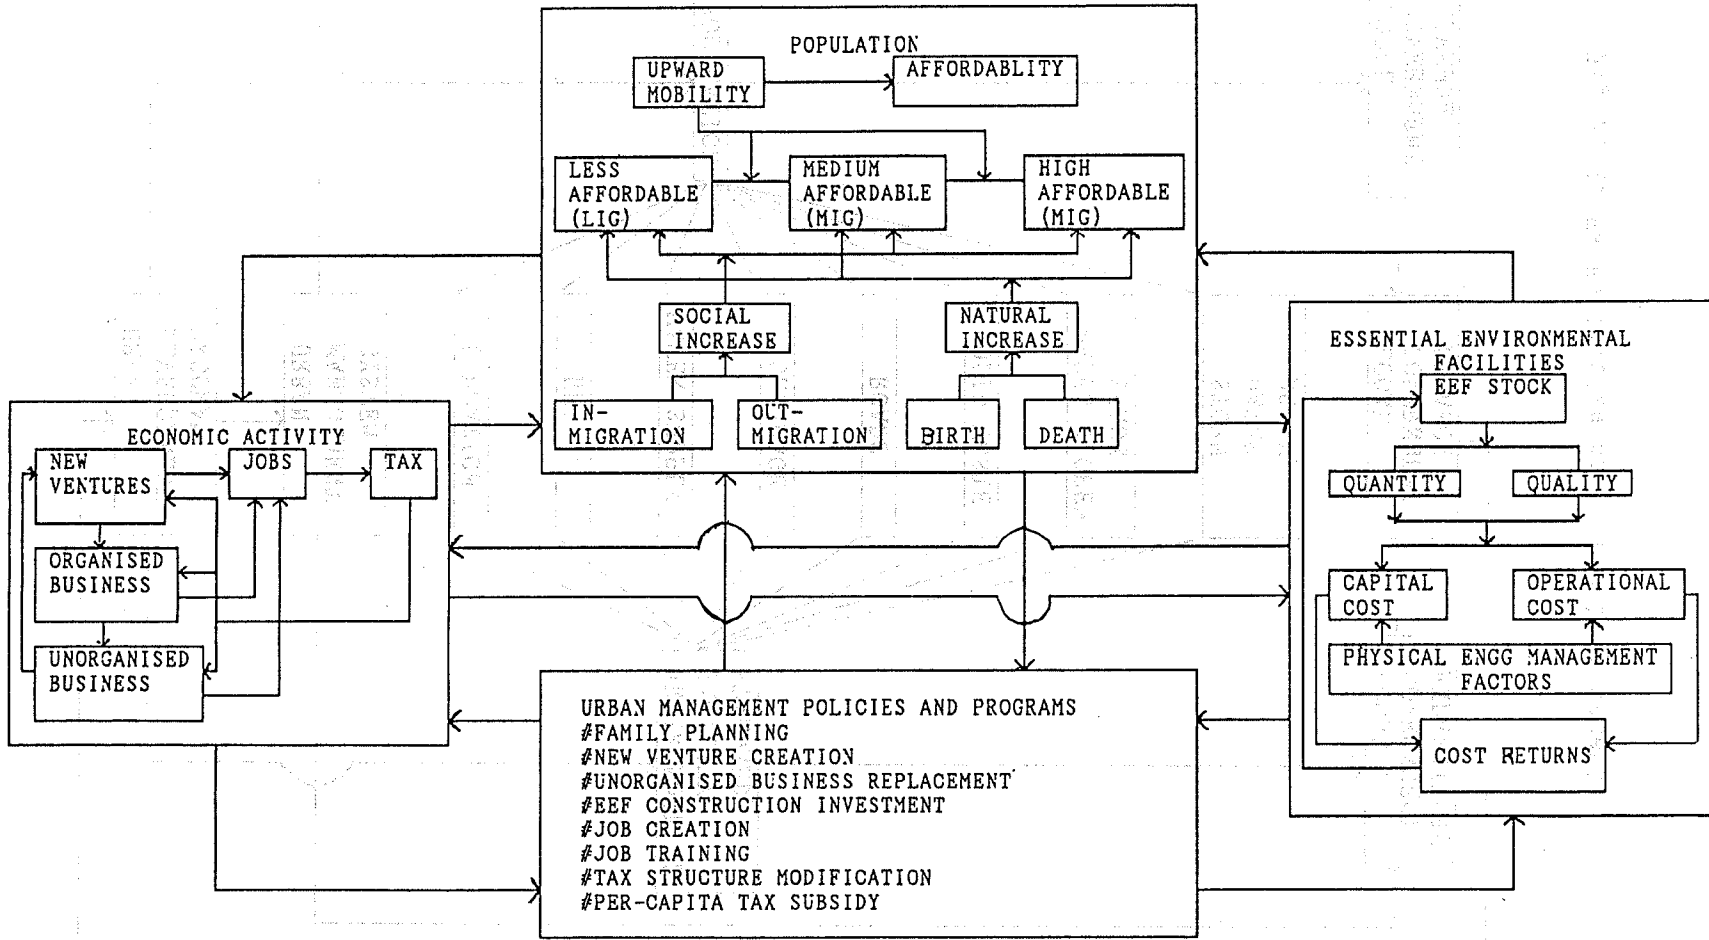 POPULATION
UPWARD
MOBILITY
AFFORDABLITY
LESS
AFFORDABLE
(LIG)
MEDIUM
AFFORDABLE
(MIG)
HIGH
AFFORDABLE
(MIG)
SOCIAL
INCREASE
NATURAL
INCREASE
IN-
MIGRATION
OUT-
MIGRATION
BIRTH
DEATH
ECONOMIC ACTIVITY
NEW
VENTURES
JOBS
TAX
ORGANISED
BUSINESS
UNORGANISED
BUSINESS
ESSENTIAL ENVIRONMENTAL
FACILITIES
EEF STOCK
QUANTITY
QUALITY
CAPITAL
COST
OPERATIONAL
COST
PHYSICAL ENGG MANAGEMENT
FACTORS
COST RETURNS
URBAN MANAGEMENT POLICIES AND PROGRAMS
#FAMILY PLANNING
#NEW VENTURE CREATION
#UNORGANISED BUSINESS REPLACEMENT
#EEF CONSTRUCTION INVESTMENT
#JOB CREATION
#JOB TRAINING
#TAX STRUCTURE MODIFICATION
#PER-CAPITA TAX SUBSIDY